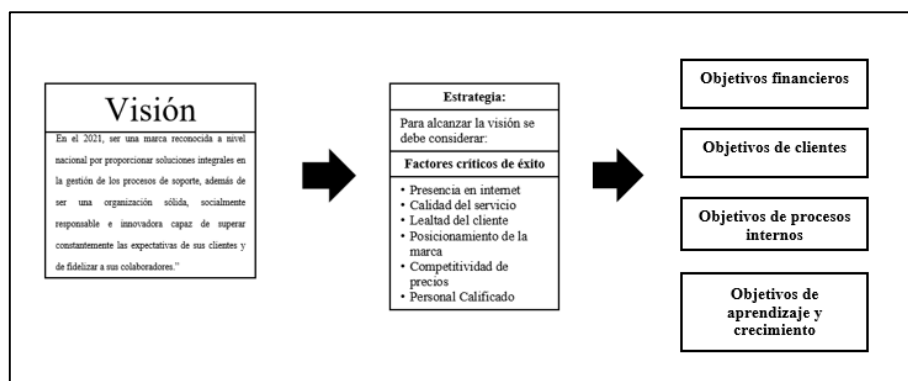 Visión
En el 2021, ser una marca reconocida a nivel
nacional por proporcionar soluciones integrales en
la gestión de los procesos de soporte, además de
ser una organización sólida, socialmente
responsable e innovadora capaz de superar
constantemente las expectativas de sus clientes y
de fidelizar a sus colaboradores.”
Estrategia:
Para alcanzar la visión se
debe considerar:
Factores críticos de éxito
• Presencia en internet
• Calidad del servicio
• Lealtad del cliente
• Posicionamiento de la
marca
• Competitividad de
precios
• Personal Calificado
Objetivos financieros
Objetivos de clientes
Objetivos de procesos
internos
Objetivos de
aprendizaje y
crecimiento